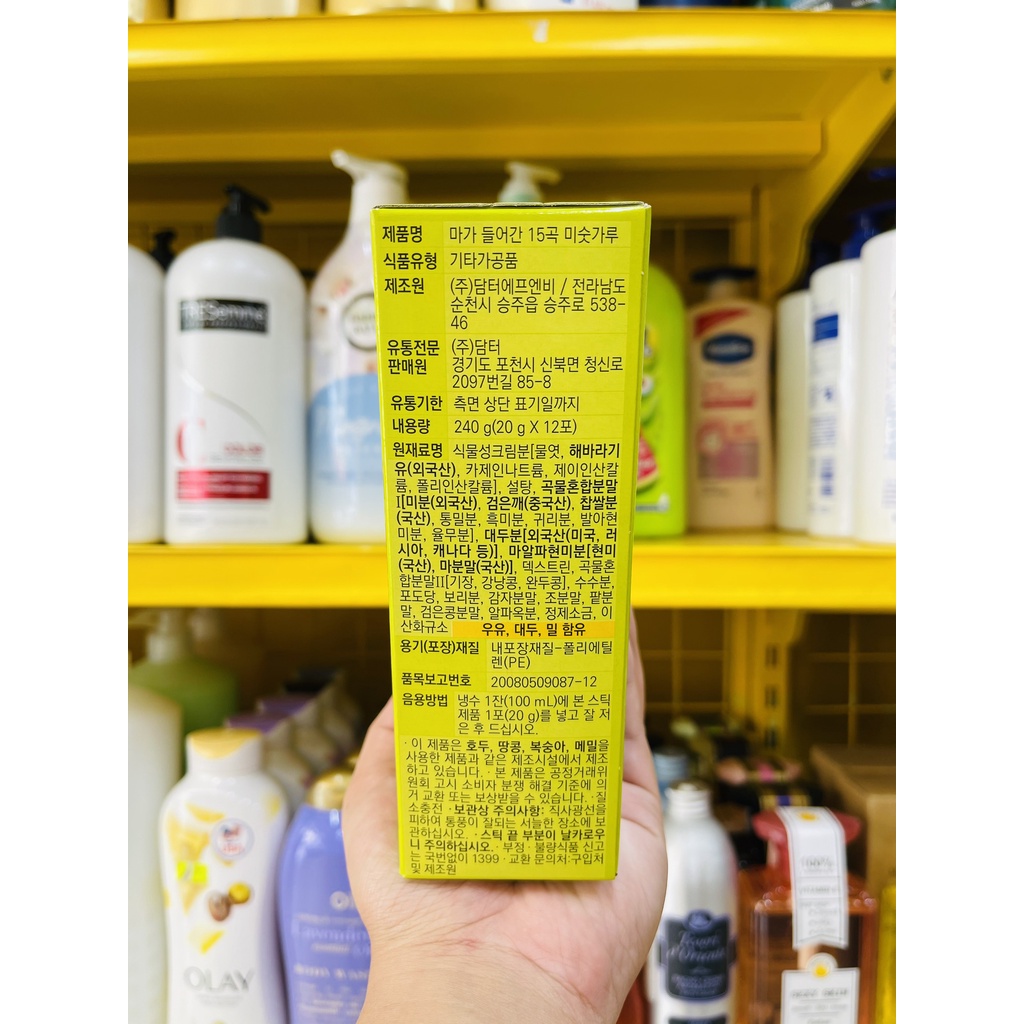 제품명 마가 들어간 15곡 미숫가루
식품유형 기타가공품
제조원 (주)담터에프엔비 / 전라남도
순천시 승주읍 승주로 538-
46
유통전문 (주)담터
판매원 경기도 포천시 신북면 청신로
2097번길 85-8
유통기한 측면 상단 표기일까지
내용량 240 g(20 g X 12포)
원재료명 식물성크림분[물엿, 해바라기
유(외국산), 카제인나트륨, 제이인산칼
륨, 폴리인산칼륨], 설탕, 곡물혼합분말
I[미분(외국산), 검은깨(중국산), 찹쌀분
(국산), 통밀분, 흑미분, 귀리분, 발아현
미분, 율무분], 대두분[외국산(미국, 러
시아, 캐나다 등)], 마알파현미분[현미
(국산), 마분말(국산)], 덱스트린, 곡물혼
합분말II[기장, 강낭콩, 완두콩], 수수분,
포도당, 보리분, 감자분말, 조분말, 팥분
말, 검은콩분말, 알파옥분, 정제소금, 이
산화규소 우유, 대두, 밀 함유
용기(포장)재질 내포장재질-폴리에틸
렌(PE)
품목보고번호 20080509087-12
음용방법 냉수 1잔(100 mL)에 본 스틱
제품 1포(20 g)를 넣고 잘 저
은 후 드십시오.
· 이 제품은 호두, 땅콩, 복숭아, 메밀을
사용한 제품과 같은 제조시설에서 제조
하고 있습니다. · 본 제품은 공정거래위
원회 고시 소비자 분쟁 해결 기준에 의
거 교환 또는 보상받을 수 있습니다. · 질
소충전 · 보관상 주의사항: 직사광선을
피하여 통풍이 잘되는 서늘한 장소에 보
관하십시오. · 스틱 끝 부분이 날카로우
니 주의하십시오. · 부정 · 불량식품 신고
는 국번없이 1399 · 교환 문의처:구입처
및 제조원
TRESemmé
COLOR
Vaseline
OLAY
100%